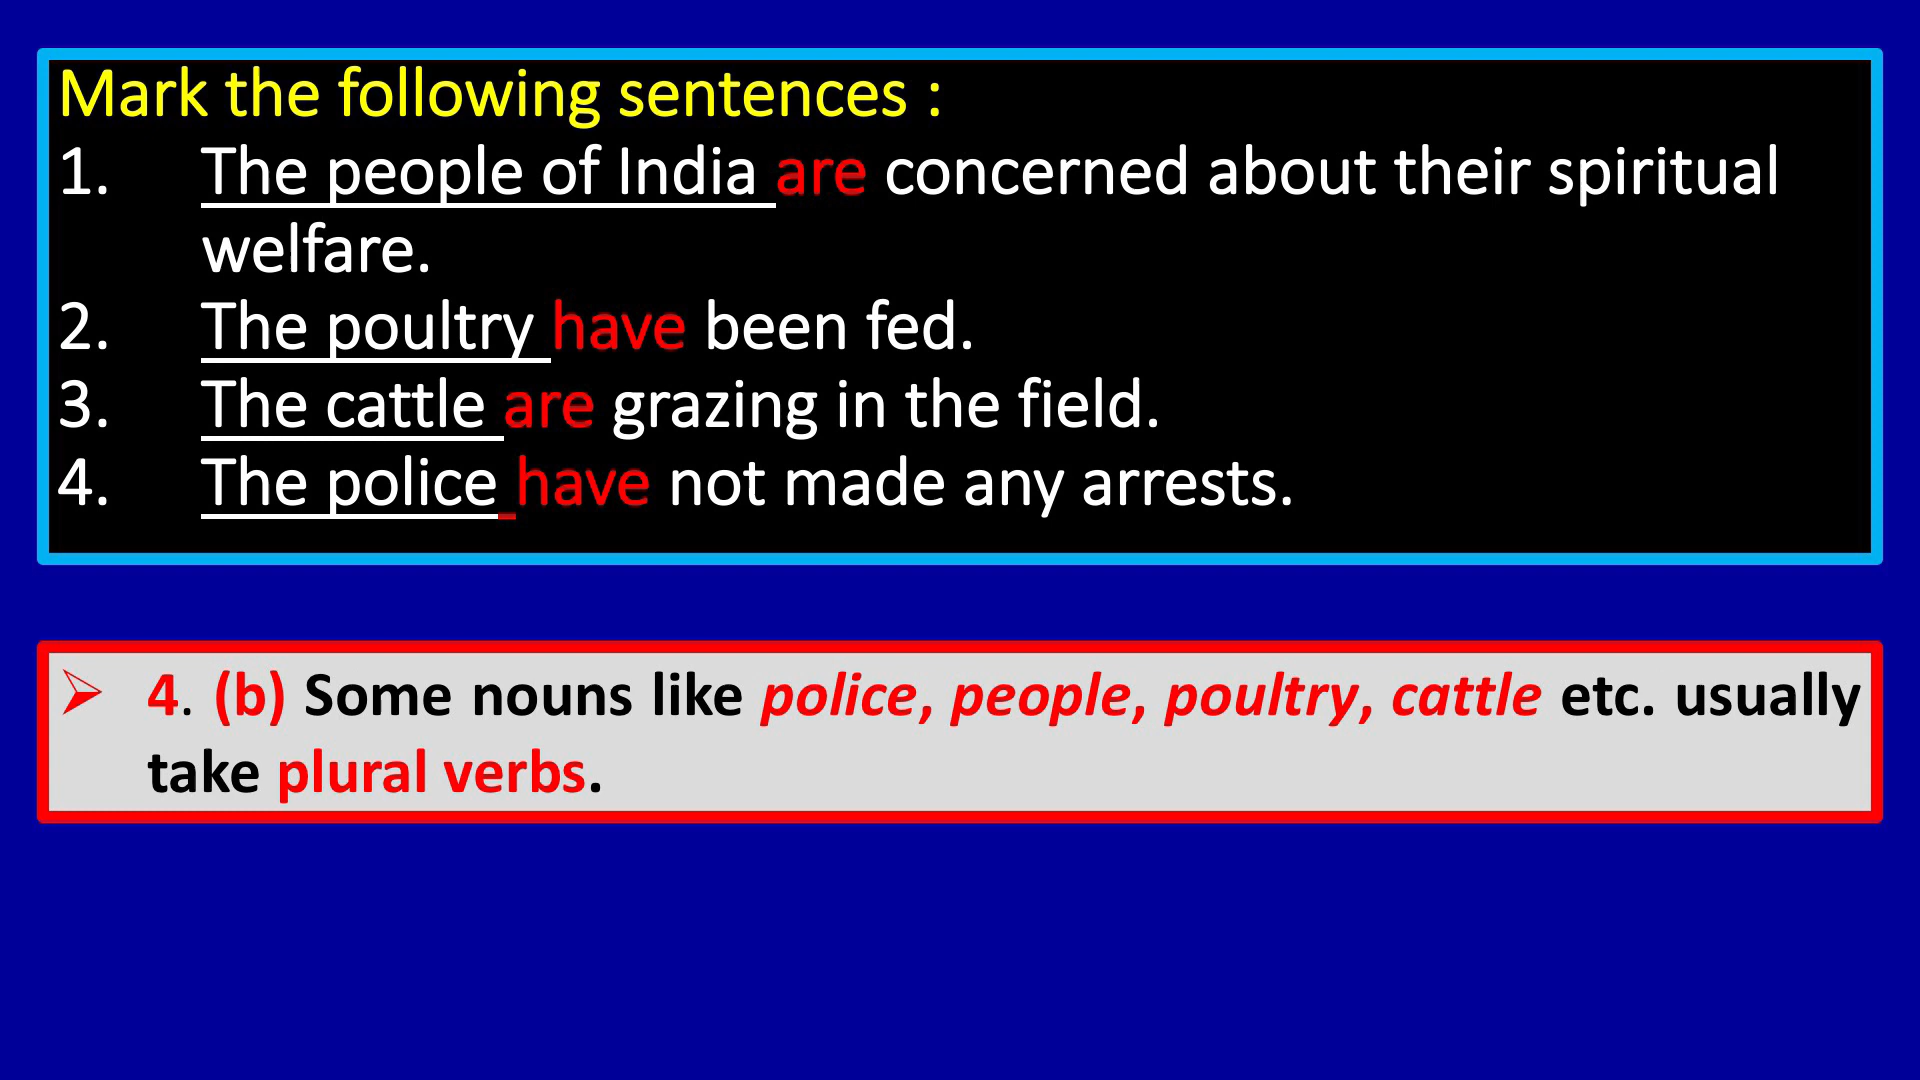 Mark the following sentences :
1. The people of India are concerned about their spiritual
welfare.
2. The poultry have been fed.
3. The cattle are grazing in the field.
4. The police have not made any arrests.
➢ 4. (b) Some nouns like police, people, poultry, cattle etc. usually
take plural verbs.